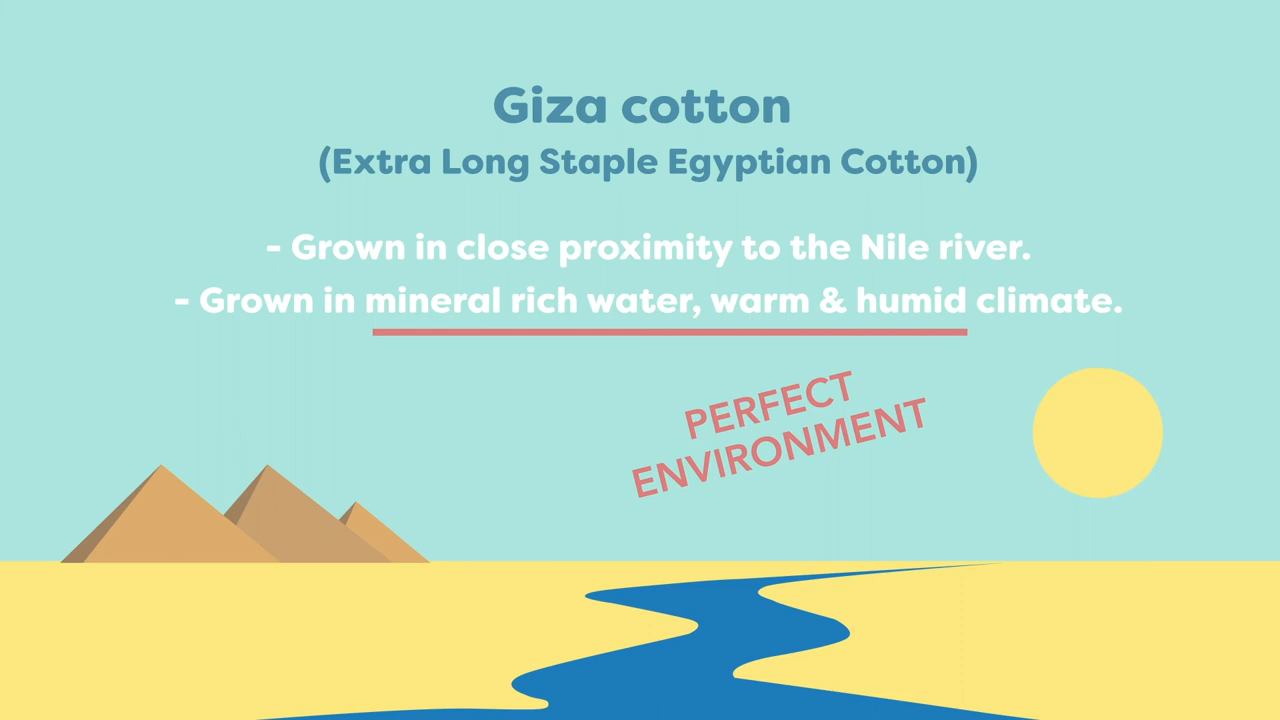 Giza cotton
(Extra Long Staple Egyptian Cotton)
- Grown in close proximity to the Nile river.
- Grown in mineral rich water, warm & humid climate.
PERFECT
ENVIRONMENT